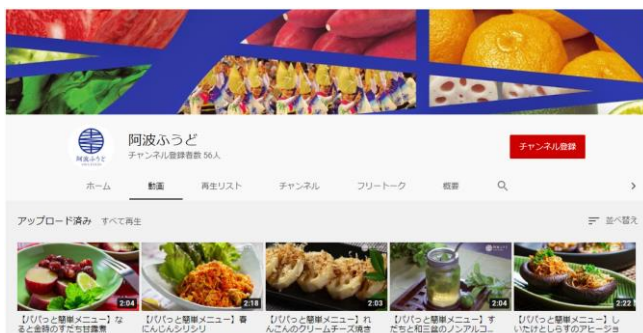 阿波ふうど
阿波ふうど
チャンネル登録者数 56人
チャンネル登録
ホーム
動画
再生リスト
チャンネル
フリートーク
概要
アップロード済み
すべて再生
並べ替え
2:04
2:18
2:03
2:04
2:22
【パパっと簡単メニュー】な
ると金時のすだち甘露煮
【パパっと簡単メニュー】春
にんじんシリシリ
【パパっと簡単メニュー】れ
んこんのクリームチーズ焼き
【パパっと簡単メニュー】す
だちと和三盆のノンアルコ...
【パパっと簡単メニュー】し
いたけとしらすのアヒージョ